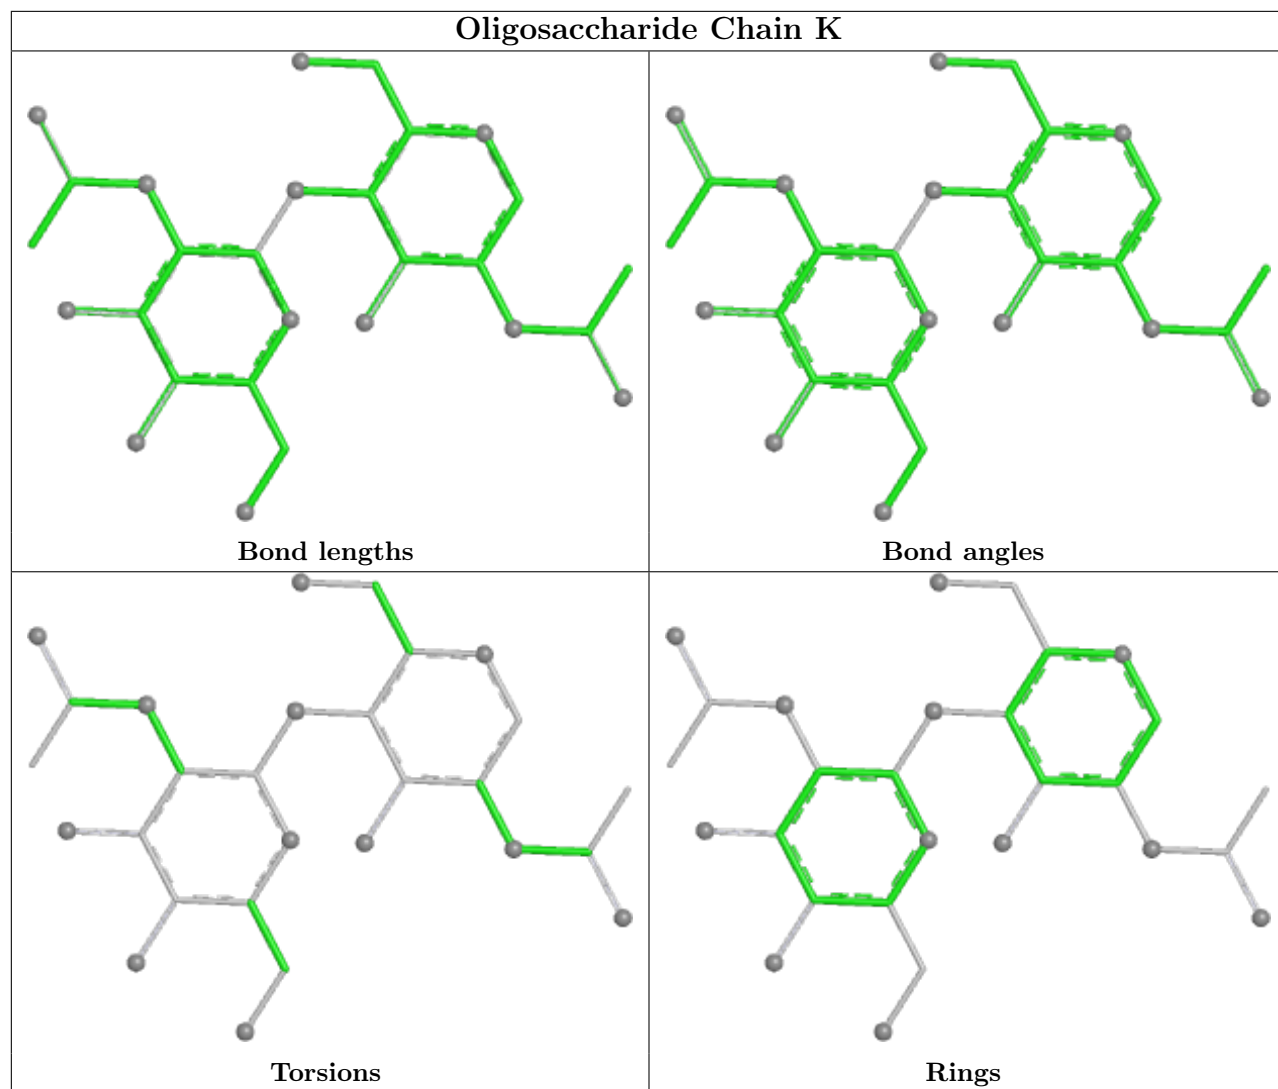 Oligosaccharide Chain K
Bond lengths
Bond angles
Torsions
Rings